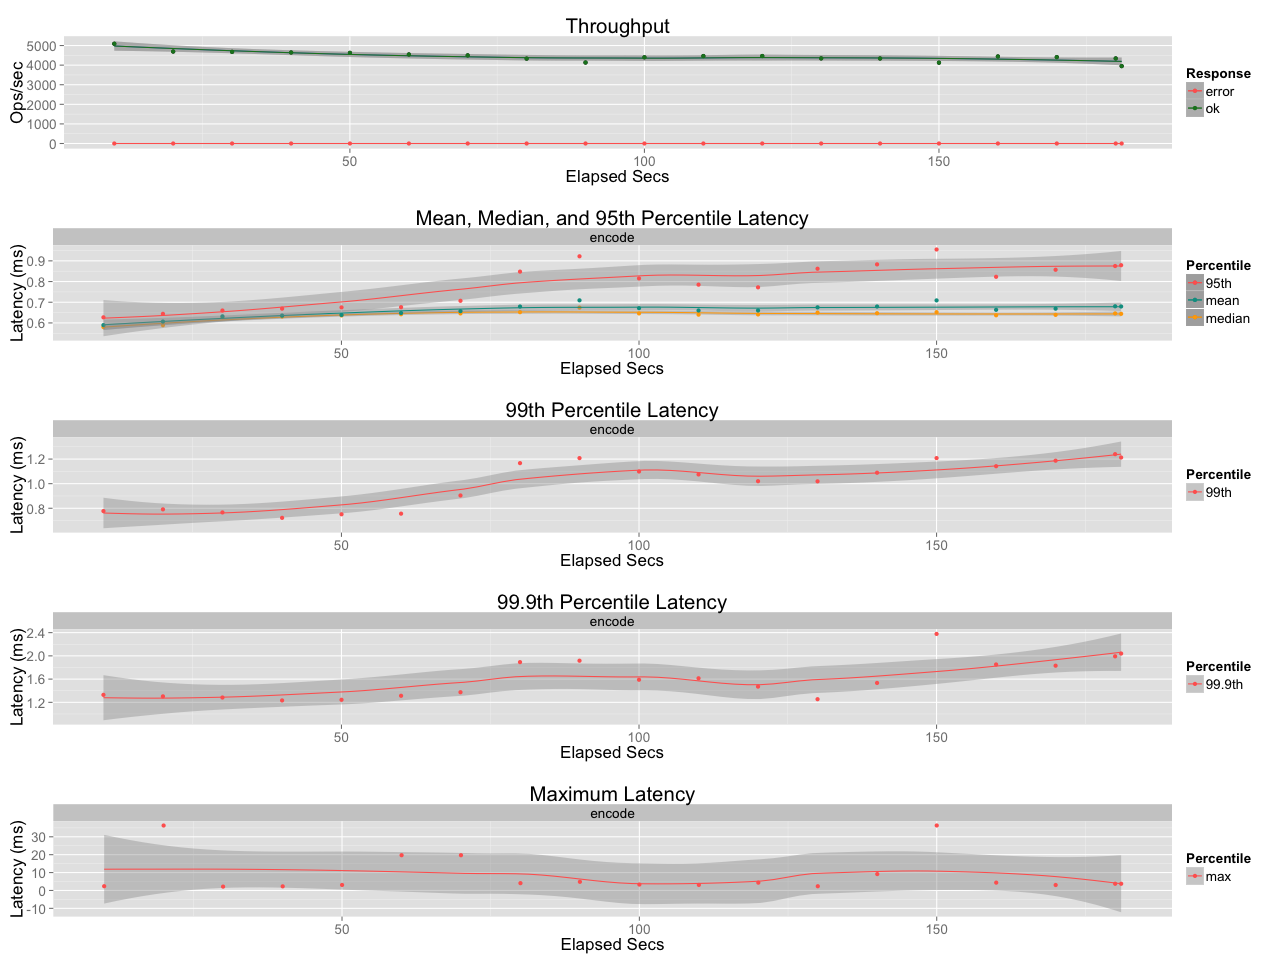 Throughput
Ops/sec
5000
4000
3000
2000
1000
0
50
100
150
Elapsed Secs
Response
error
ok
Mean, Median, and 95th Percentile Latency
encode
Latency (ms)
0.9
0.8
0.7
0.6
50
100
150
Elapsed Secs
Percentile
95th
mean
median
99th Percentile Latency
encode
Latency (ms)
1.2
1.0
0.8
50
100
150
Elapsed Secs
Percentile
99th
99.9th Percentile Latency
encode
Latency (ms)
2.4
2.0
1.6
1.2
50
100
150
Elapsed Secs
Percentile
99.9th
Maximum Latency
encode
Latency (ms)
30
20
10
0
-10
50
100
150
Elapsed Secs
Percentile
max